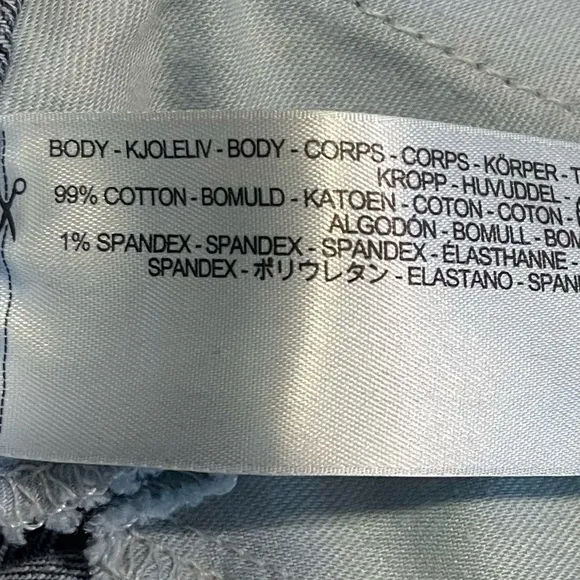 BODY - KJOLELIV - BODY - CORPS - CORPS - KÖRPER -
KROPP - HUVUDDEL -
99% COTTON - BOMULD - KATOEN - COTON - COTON -
ALGODÓN - BOMULL -
1% SPANDEX - SPANDEX - SPANDEX - ÉLASTHANNE -
SPANDEX - ポリウレタン - ELASTANO -